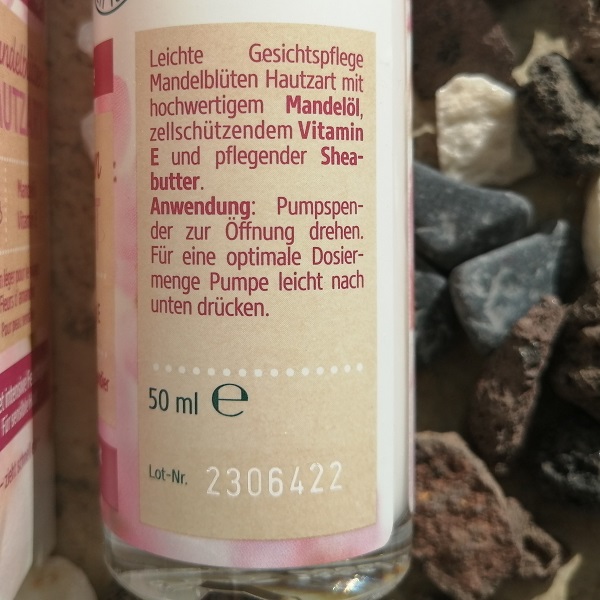 Leichte Gesichtspflege
Mandelblüten Hautzart mit
hochwertigem Mandelöl,
zellschützendem Vitamin
E und pflegender Shea-
butter.
Anwendung: Pumpspen-
der zur Öffnung drehen.
Für eine optimale Dosier-
menge Pumpe leicht nach
unten drücken.
50 ml e
Lot-Nr. 2306422